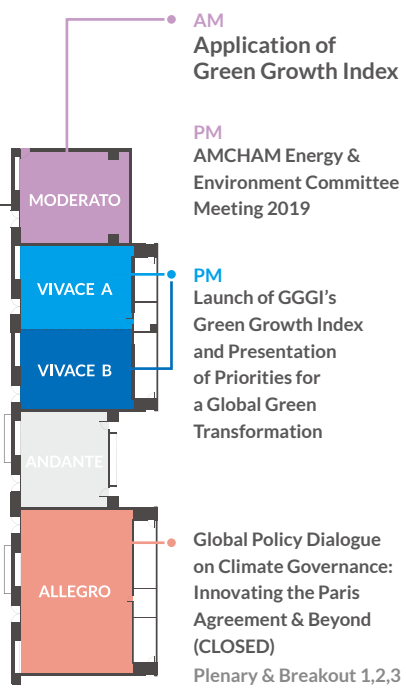 AM
Application of
Green Growth Index
PM
AMCHAM Energy &
Environment Committee
Meeting 2019
MODERATO
VIVACE A
VIVACE B
PM
Launch of GGGI's
Green Growth Index
and Presentation
of Priorities for
a Global Green
Transformation
ANDANTE
ALLEGRO
Global Policy Dialogue
on Climate Governance:
Innovating the Paris
Agreement & Beyond
(CLOSED)
Plenary & Breakout 1,2,3